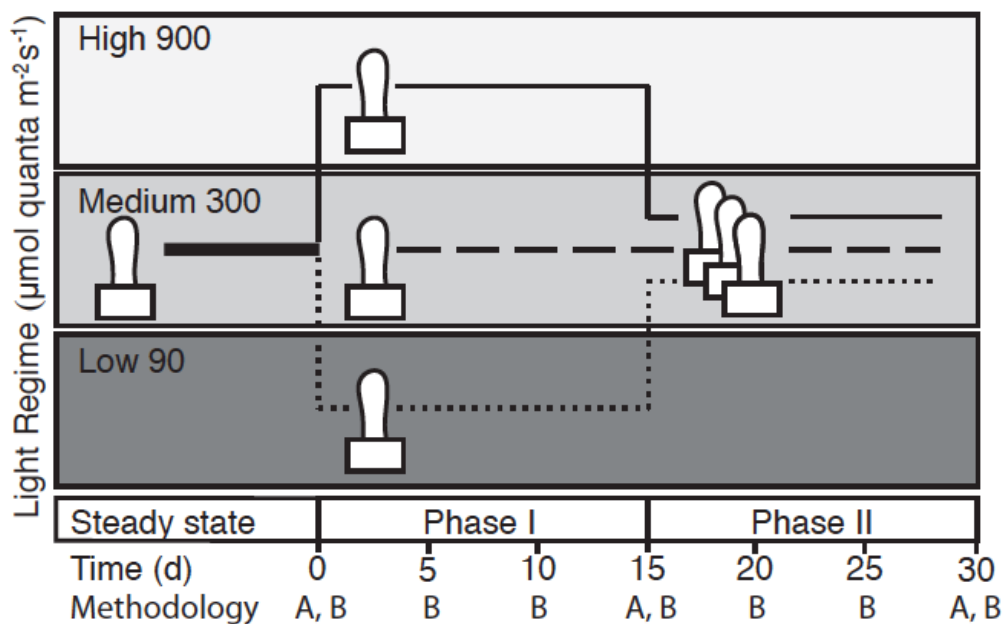 Light Regime (µmol quanta m⁻²s⁻¹)
High 900
Medium 300
Low 90
Steady state Phase I Phase II
Time (d) 0 5 10 15 20 25 30
Methodology A, B B B A, B B B A, B